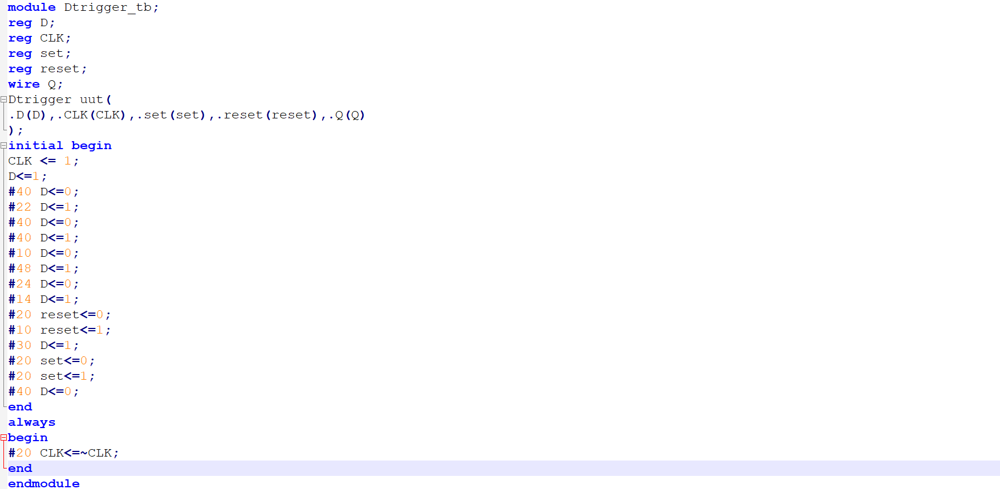 module Dtrigger_tb;
reg D;
reg CLK;
reg set;
reg reset;
wire Q;
Dtrigger uut(
.D(D),.CLK(CLK),.set(set),.reset(reset),.Q(Q)
);
initial begin
CLK <= 1;
D<=1;
#40 D<=0;
#22 D<=1;
#40 D<=0;
#40 D<=1;
#10 D<=0;
#48 D<=1;
#24 D<=0;
#14 D<=1;
#20 reset<=0;
#10 reset<=1;
#30 D<=1;
#20 set<=0;
#20 set<=1;
#40 D<=0;
end
always
begin
#20 CLK<=~CLK;
end
endmodule